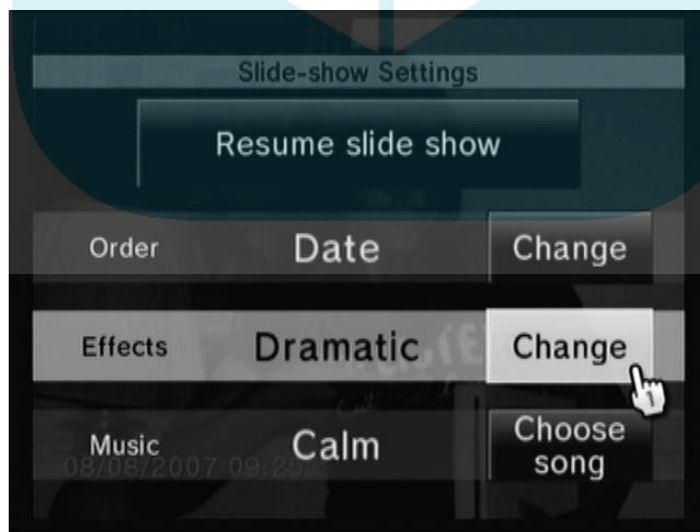 Slide-show Settings
Resume slide show
Order Date Change
Effects Dramatic Change
Music Calm Choose song
08/08/2007 09:25
1